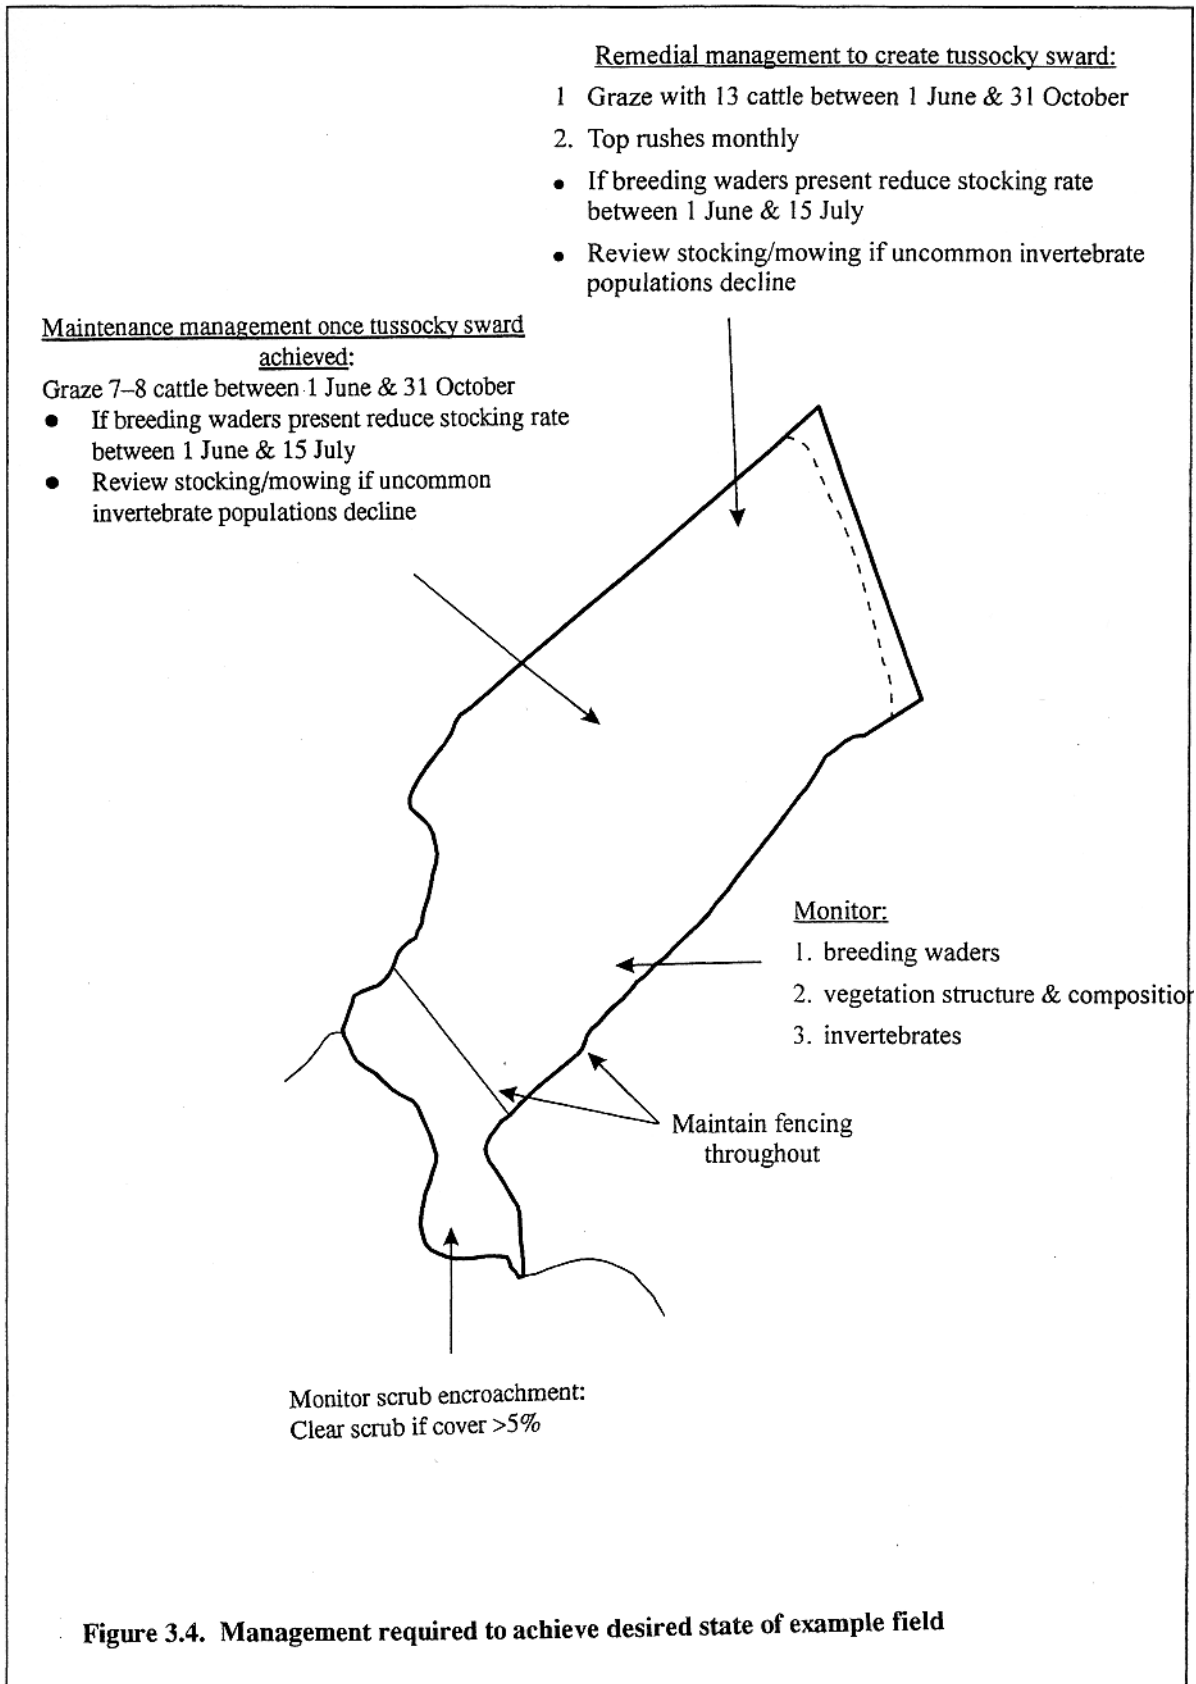 Remedial management to create tussocky sward:
1 Graze with 13 cattle between 1 June & 31 October
2. Top rushes monthly
• If breeding waders present reduce stocking rate
between 1 June & 15 July
• Review stocking/mowing if uncommon invertebrate
populations decline
Maintenance management once tussocky sward
achieved:
Graze 7–8 cattle between 1 June & 31 October
• If breeding waders present reduce stocking rate
between 1 June & 15 July
• Review stocking/mowing if uncommon
invertebrate populations decline
Monitor:
1. breeding waders
2. vegetation structure & composition
3. invertebrates
Maintain fencing
throughout
Monitor scrub encroachment:
Clear scrub if cover >5%
Figure 3.4. Management required to achieve desired state of example field